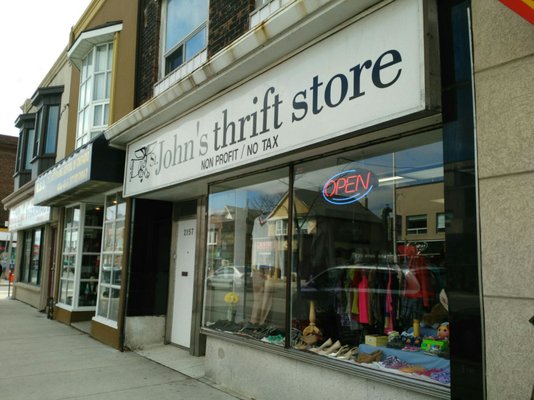 St. John's thrift store
NON PROFIT / NO TAX
OPEN
2157